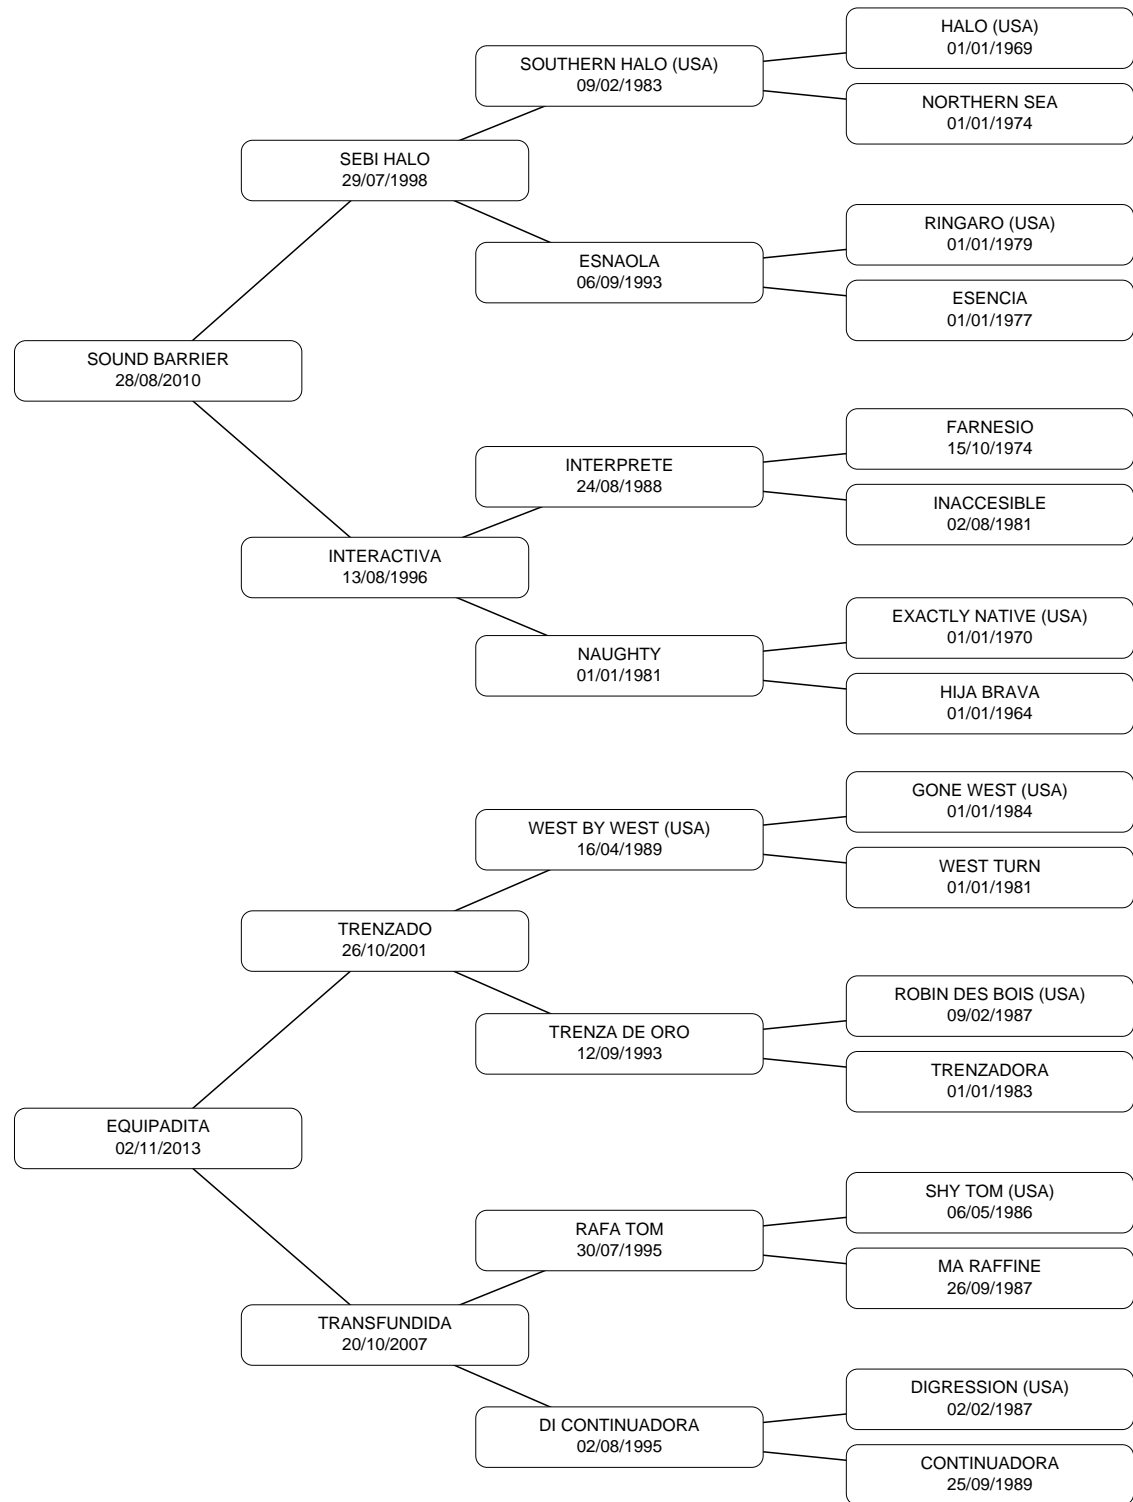 HALO (USA)
01/01/1969
SOUTHERN HALO (USA)
09/02/1983
NORTHERN SEA
01/01/1974
SEBI HALO
29/07/1998
RINGARO (USA)
01/01/1979
ESNAOLA
06/09/1993
ESENCIA
01/01/1977
SOUND BARRIER
28/08/2010
FARNESIO
15/10/1974
INTERPRETE
24/08/1988
INACCESIBLE
02/08/1981
INTERACTIVA
13/08/1996
EXACTLY NATIVE (USA)
01/01/1970
NAUGHTY
01/01/1981
HIJA BRAVA
01/01/1964
GONE WEST (USA)
01/01/1984
WEST BY WEST (USA)
16/04/1989
WEST TURN
01/01/1981
TRENZADO
26/10/2001
ROBIN DES BOIS (USA)
09/02/1987
TRENZA DE ORO
12/09/1993
TRENZADORA
01/01/1983
EQUIPADITA
02/11/2013
SHY TOM (USA)
06/05/1986
RAFA TOM
30/07/1995
MA RAFFINE
26/09/1987
TRANSFUNDIDA
20/10/2007
DIGRESSION (USA)
02/02/1987
DI CONTINUADORA
02/08/1995
CONTINUADORA
25/09/1989